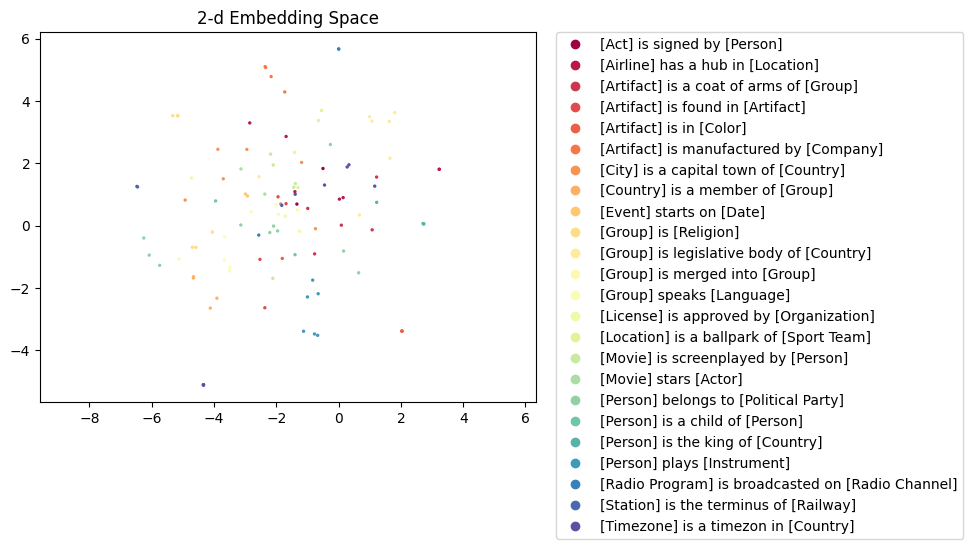 2-d Embedding Space
6
4
2
0
−2
−4
−8
−6
−4
−2
0
2
4
6
[Act] is signed by [Person]
[Airline] has a hub in [Location]
[Artifact] is a coat of arms of [Group]
[Artifact] is found in [Artifact]
[Artifact] is in [Color]
[Artifact] is manufactured by [Company]
[City] is a capital town of [Country]
[Country] is a member of [Group]
[Event] starts on [Date]
[Group] is [Religion]
[Group] is legislative body of [Country]
[Group] is merged into [Group]
[Group] speaks [Language]
[License] is approved by [Organization]
[Location] is a ballpark of [Sport Team]
[Movie] is screenplayed by [Person]
[Movie] stars [Actor]
[Person] belongs to [Political Party]
[Person] is a child of [Person]
[Person] is the king of [Country]
[Person] plays [Instrument]
[Radio Program] is broadcasted on [Radio Channel]
[Station] is the terminus of [Railway]
[Timezone] is a timezon in [Country]